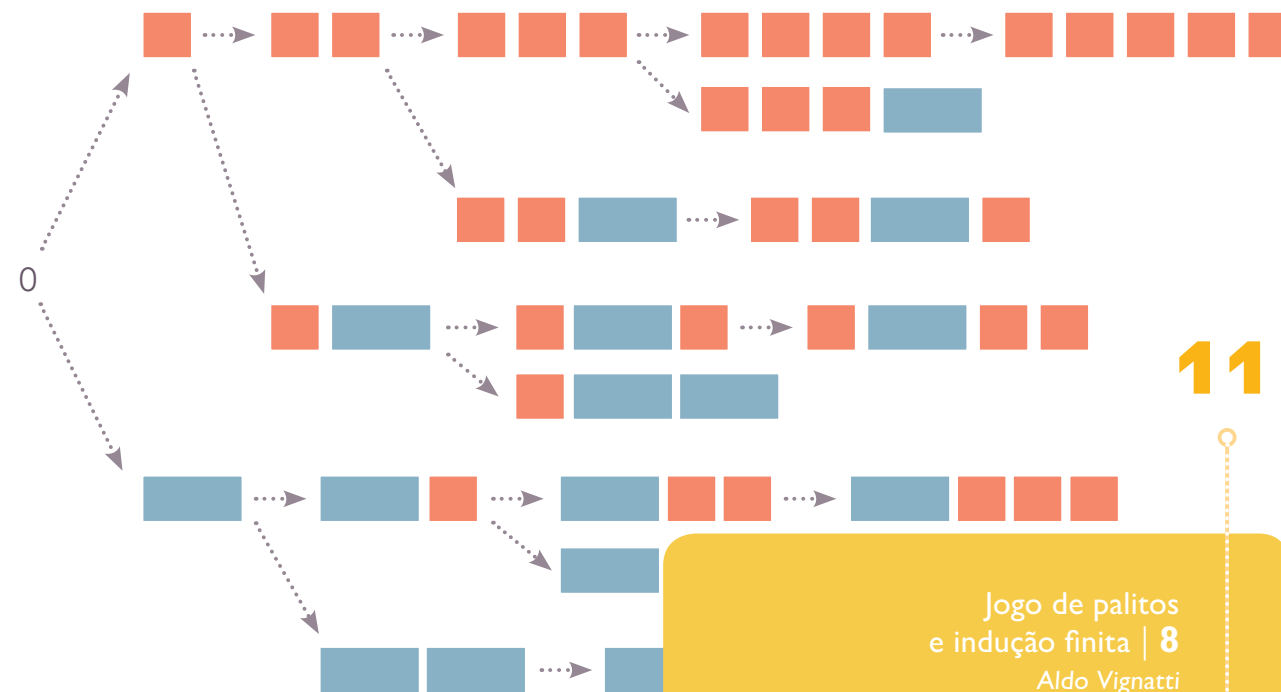 0
11
Jogo de palitos
e indução finita | 8
Aldo Vignatti